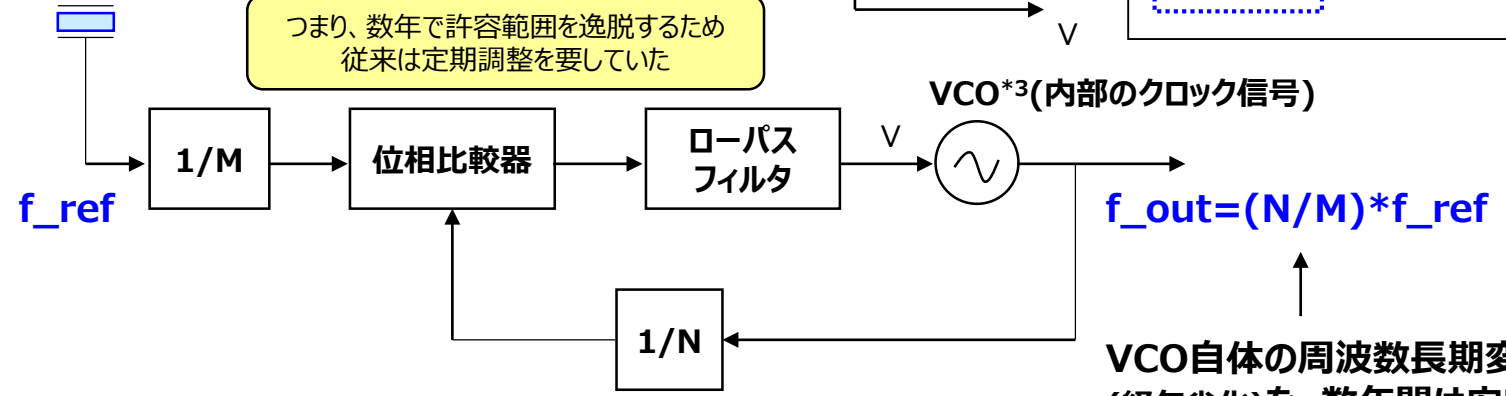 つまり、数年で許容範囲を逸脱するため
従来は定期調整を要していた
V
VCO*3(内部のクロック信号)
1/M
位相比較器
ローパス
フィルタ
V
f_ref
f_out=(N/M)*f_ref
1/N
VCO自体の周波数長期変